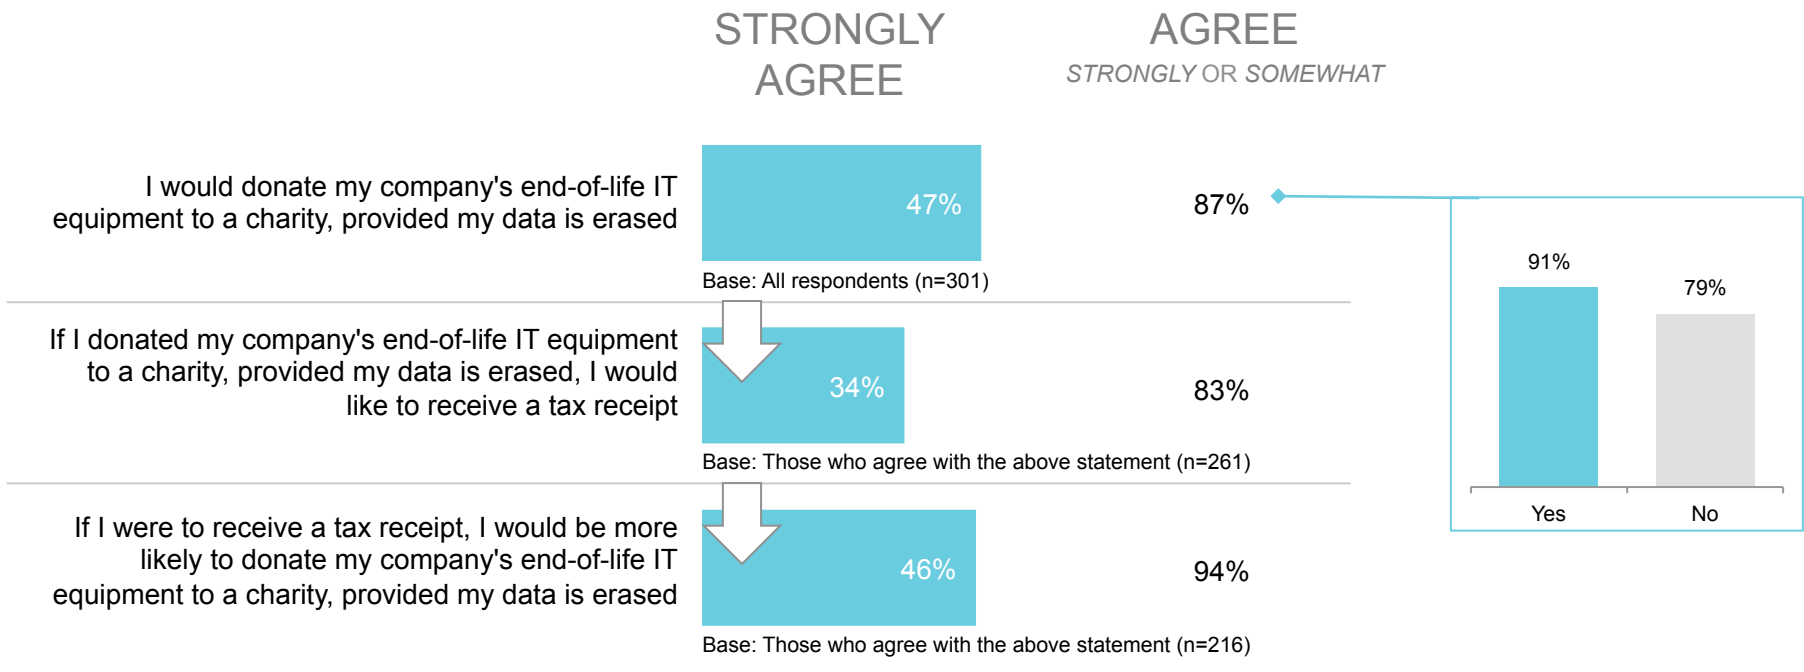 STRONGLY
AGREE
AGREE
STRONGLY OR SOMEWHAT
I would donate my company's end-of-life IT
equipment to a charity, provided my data is erased
47%
87%
Base: All respondents (n=301)
If I donated my company's end-of-life IT equipment
to a charity, provided my data is erased, I would
like to receive a tax receipt
34%
83%
Base: Those who agree with the above statement (n=261)
If I were to receive a tax receipt, I would be more
likely to donate my company's end-of-life IT
equipment to a charity, provided my data is erased
46%
94%
Base: Those who agree with the above statement (n=216)
91%
79%
Yes
No